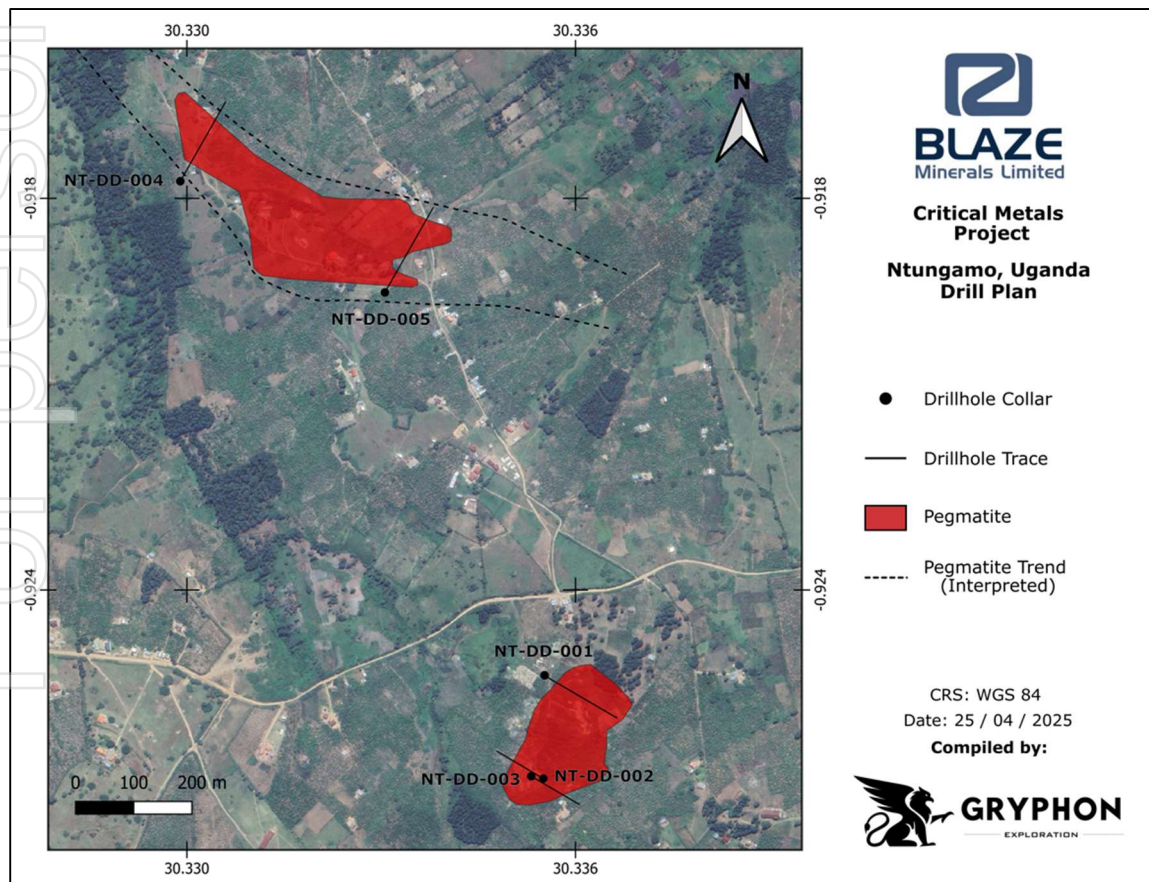 30.330
30.336
N
BLAZE
Minerals Limited
Critical Metals
Project
Ntungamo, Uganda
Drill Plan
-0.918
-0.918
NT-DD-004
NT-DD-005
Drillhole Collar
Drillhole Trace
Pegmatite
Pegmatite Trend
(Interpreted)
-0.924
-0.924
NT-DD-001
NT-DD-003
NT-DD-002
0 100 200 m
CRS: WGS 84
Date: 25 / 04 / 2025
Compiled by:
GRYPHON
EXPLORATION
30.330
30.336